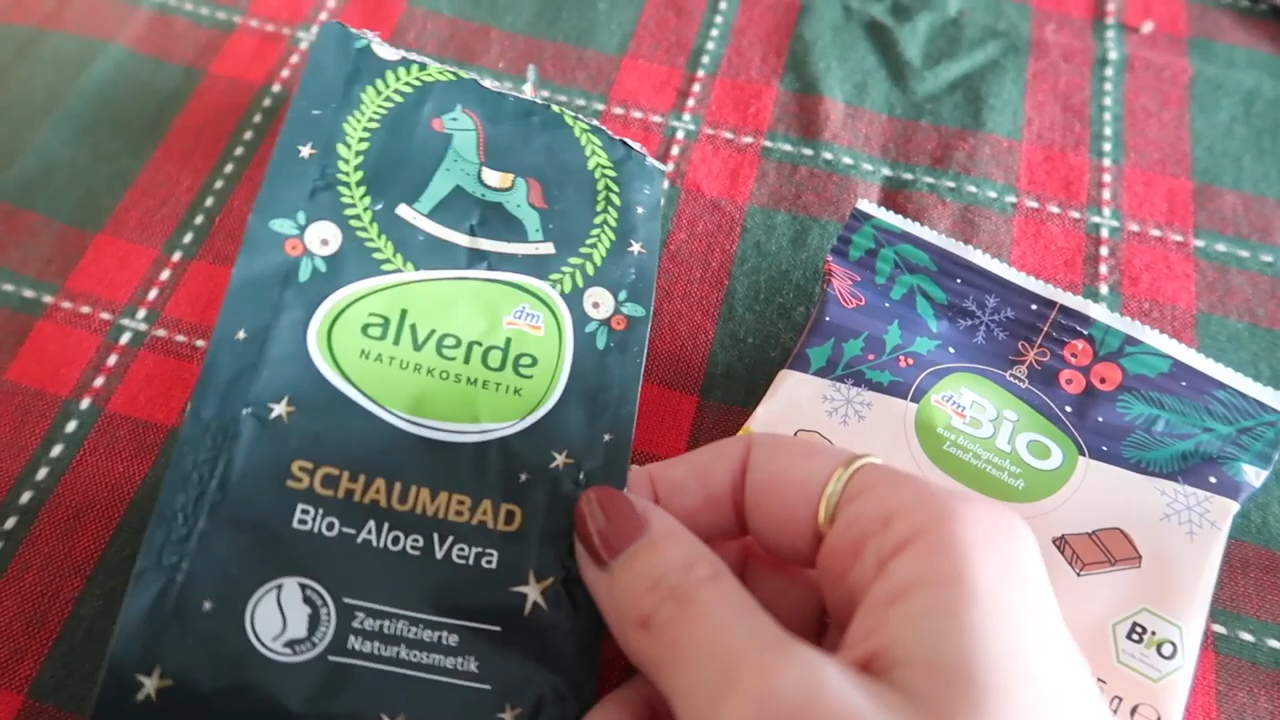 dm
alverde
NATURKOSMETIK
SCHAUMBAD
Bio-Aloe Vera
Zertifizierte
Naturkosmetik
dm
BiO
aus biologischer
Landwirtschaft
BiO
g ℮